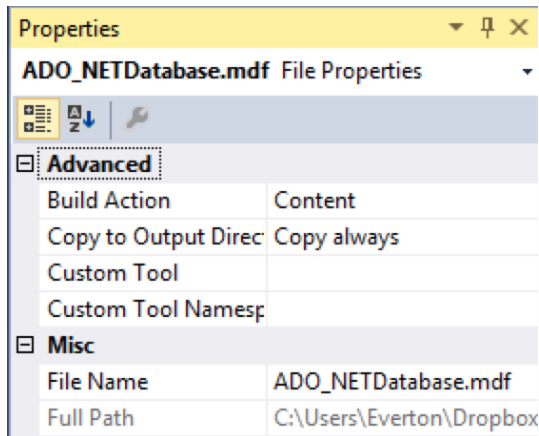 Properties
ADO_NETDatabase.mdf File Properties
Advanced
Build Action Content
Copy to Output Direc Copy always
Custom Tool
Custom Tool Namesp
Misc
File Name ADO_NETDatabase.mdf
Full Path C:\Users\Everton\Dropbox